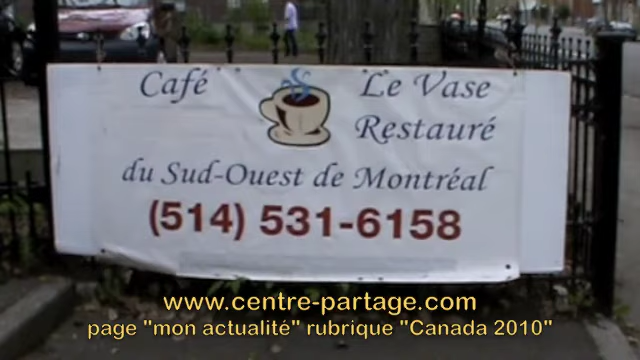 Café Le Vase
Restauré
du Sud-Ouest de Montréal
(514) 531-6158
www.centre-partage.com
page "mon actualité" rubrique "Canada 2010"